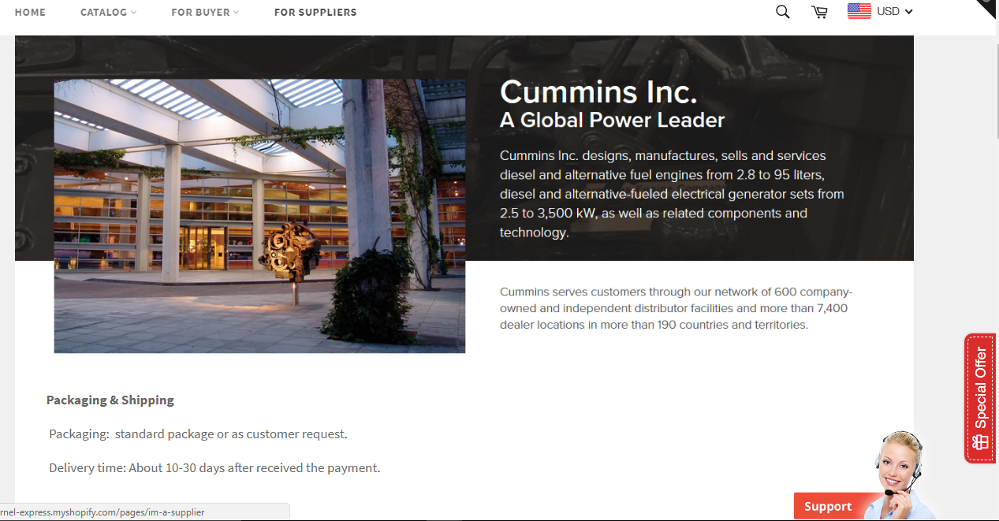 HOME CATALOG FOR BUYER FOR SUPPLIERS USD
Cummins Inc.
A Global Power Leader
Cummins Inc. designs, manufactures, sells and services
diesel and alternative fuel engines from 2.8 to 95 liters,
diesel and alternative-fueled electrical generator sets from
2.5 to 3,500 kW, as well as related components and
technology.
Cummins serves customers through our network of 600 company-
owned and independent distributor facilities and more than 7,400
dealer locations in more than 190 countries and territories.
Special Offer
Packaging & Shipping
Packaging: standard package or as customer request.
Delivery time: About 10-30 days after received the payment.
Support
rnel-express.myshopify.com/pages/im-a-supplier